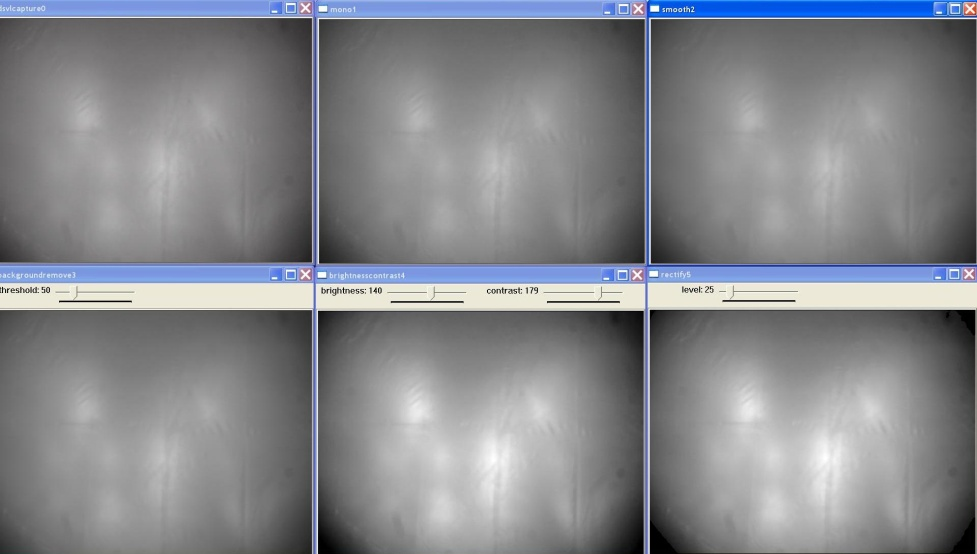 dsvlcapture0
mono1
smooth2
backgroundremove3
brightnesscontrast4
rectify5
threshold: 50
brightness: 140
contrast: 179
level: 25